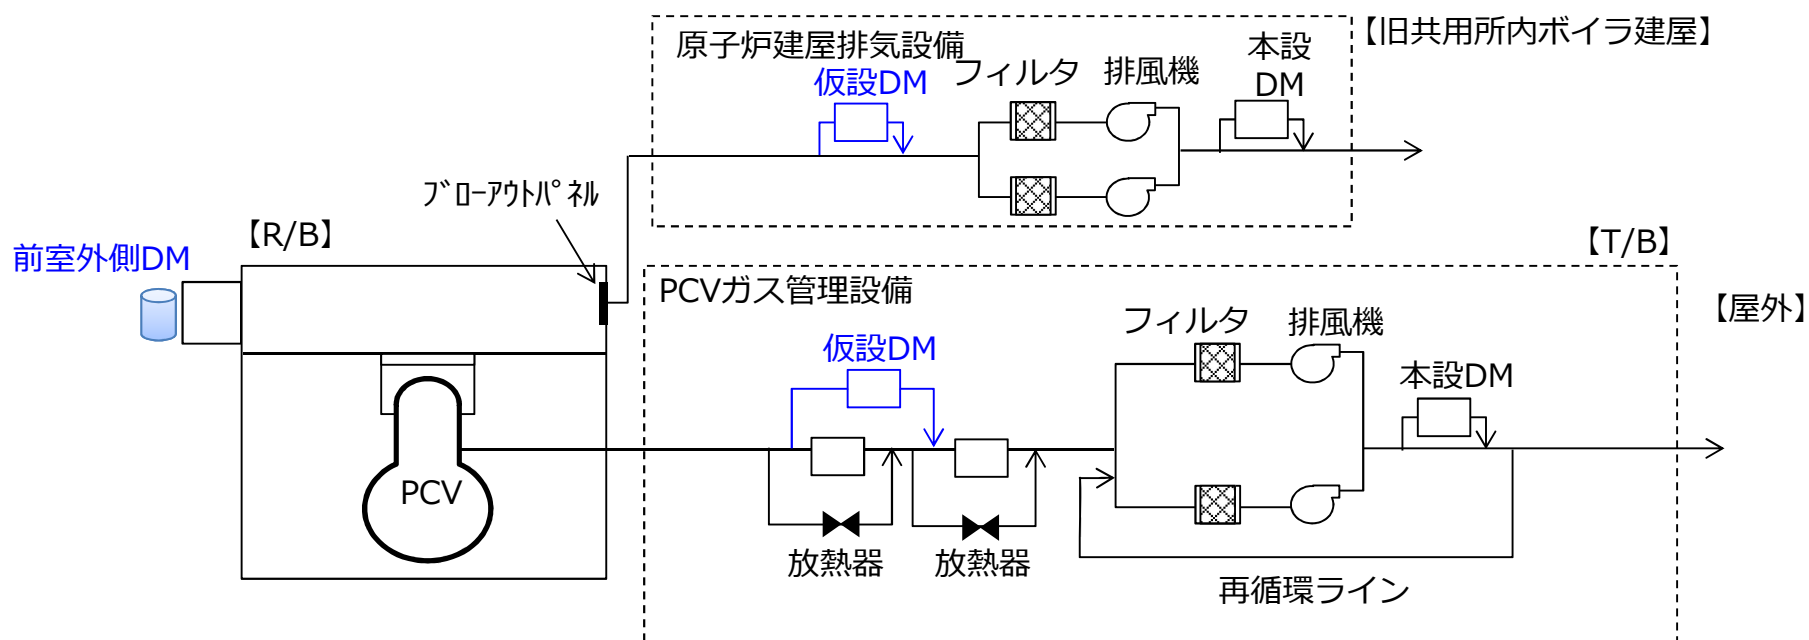 【旧共用所内ボイラ建屋】
原子炉建屋排気設備
本設
DM
仮設DM
フィルタ
排風機
ブローアウトパネル
【R/B】
【T/B】
前室外側DM
PCVガス管理設備
【屋外】
フィルタ
排風機
仮設DM
本設DM
PCV
放熱器
放熱器
再循環ライン